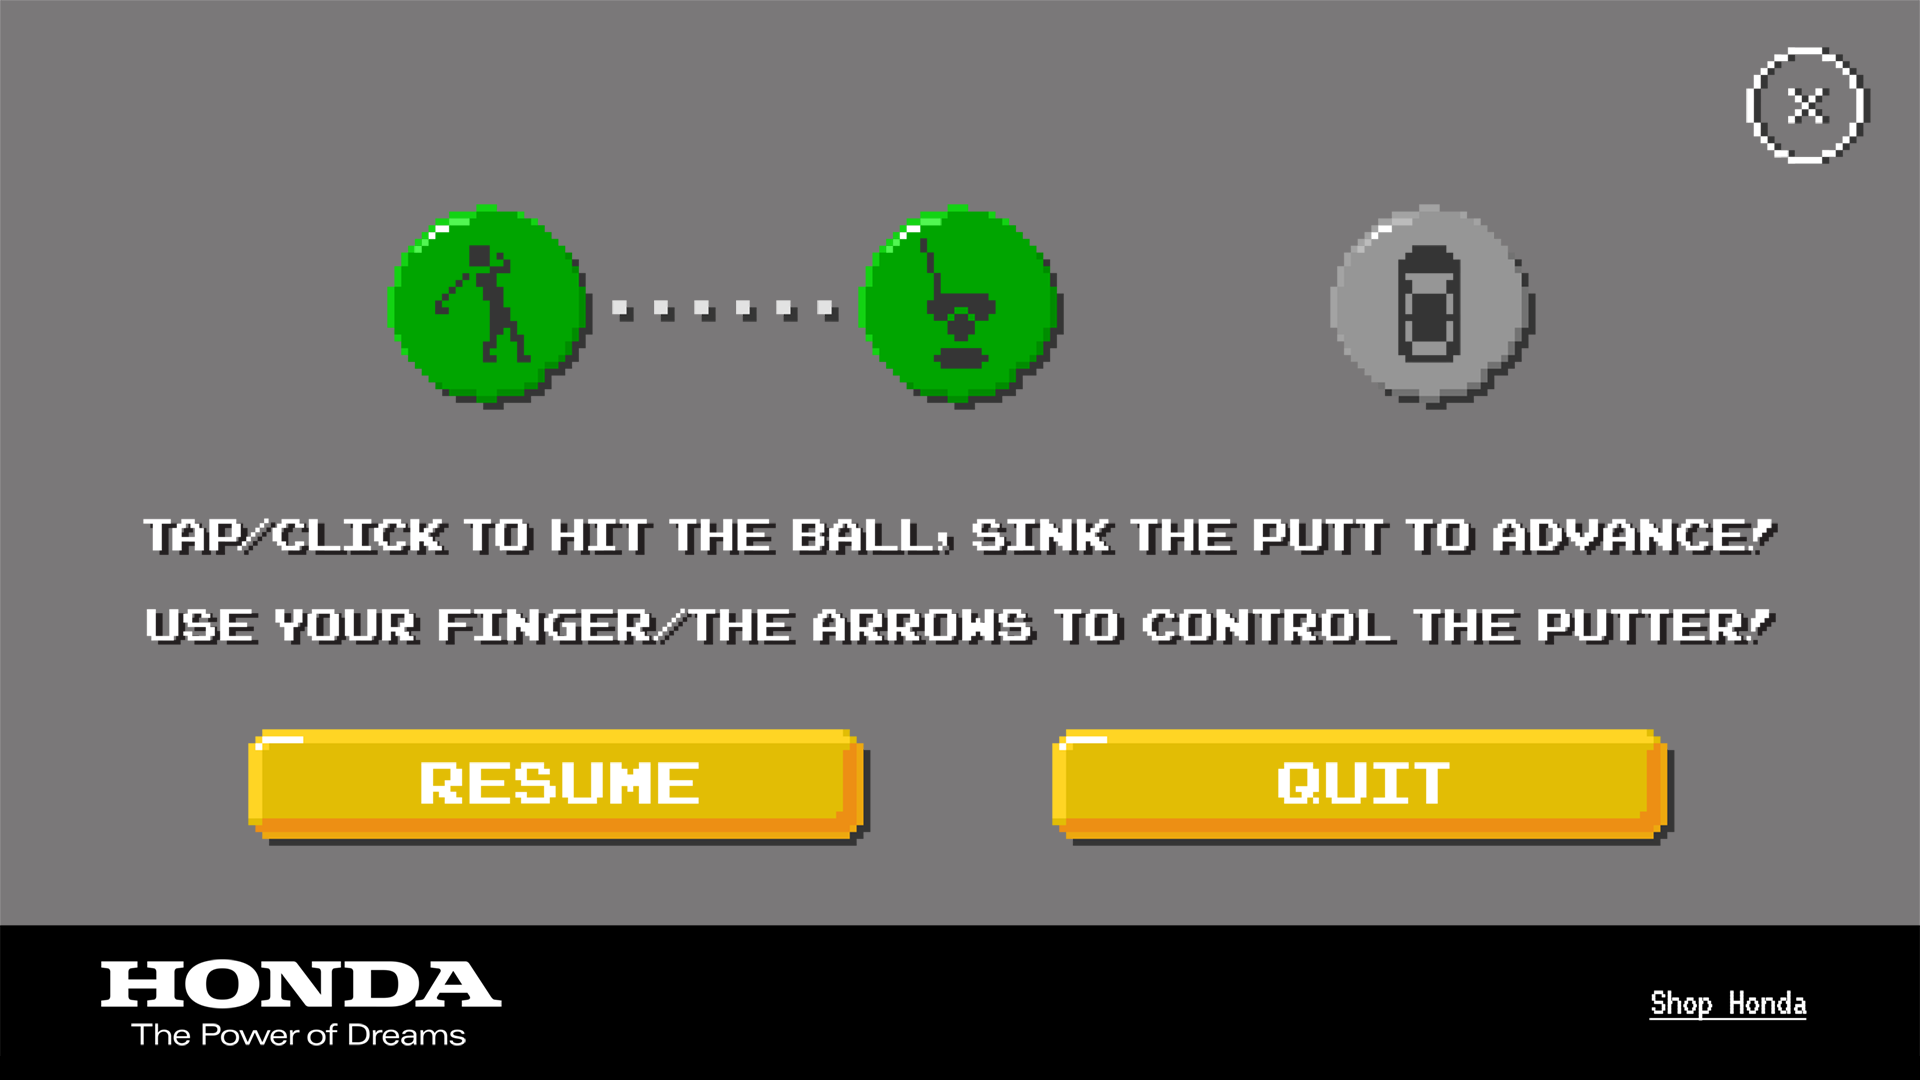 TAP/CLICK TO HIT THE BALL, SINK THE PUTT TO ADVANCE!
USE YOUR FINGER/THE ARROWS TO CONTROL THE PUTTER!
RESUME
QUIT
HONDA
The Power of Dreams
Shop Honda